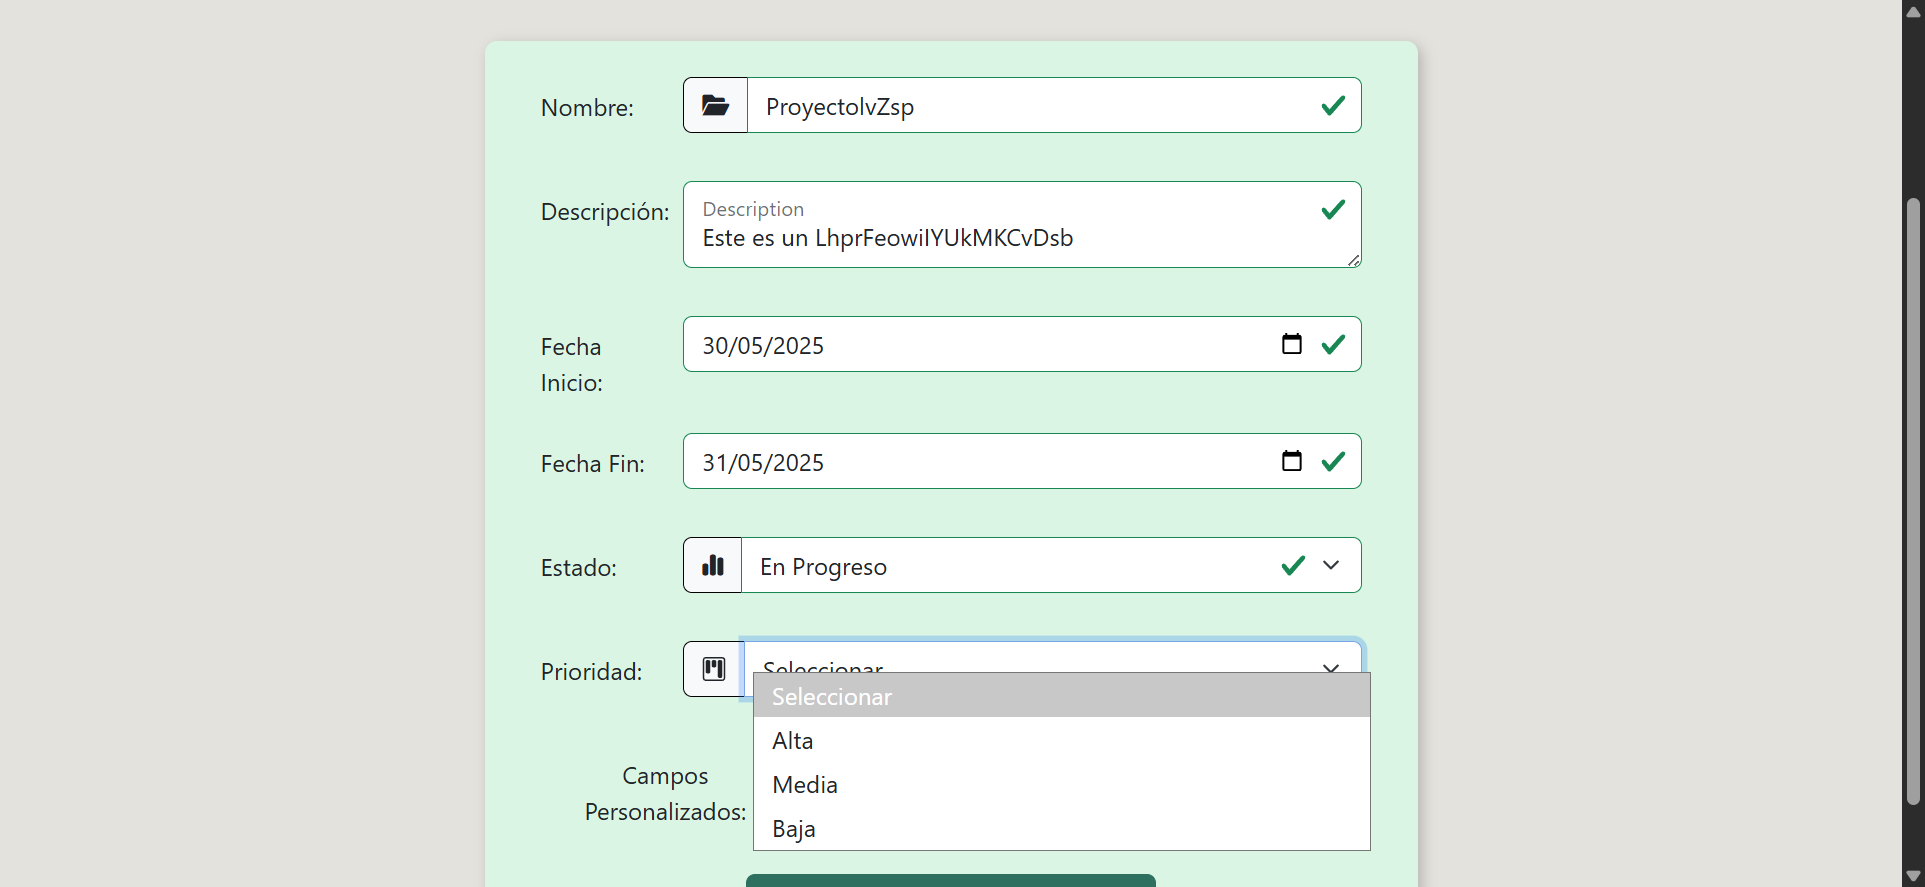 Nombre:
ProyectolvZsp
Descripción:
Description
Este es un LhprFeowiIYUkMKCvDsb
Fecha
Inicio:
30/05/2025
Fecha Fin:
31/05/2025
Estado:
En Progreso
Prioridad:
Seleccionar
Seleccionar
Alta
Media
Baja
Campos
Personalizados: